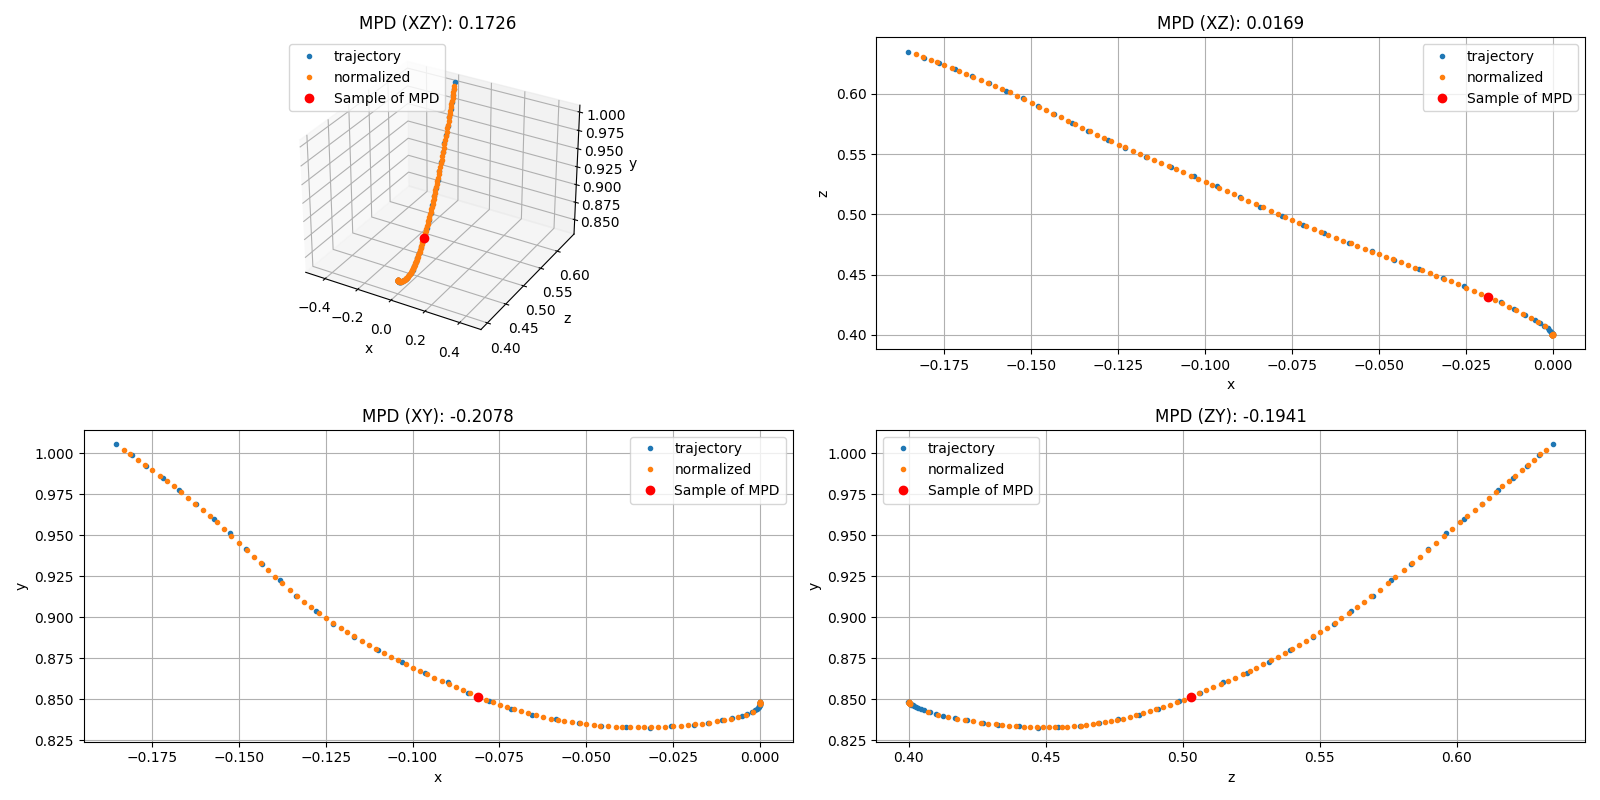 MPD (XZY): 0.1726
trajectory
normalized
Sample of MPD
1.000
0.975
0.950
0.925
0.900
0.875
0.850
y
−0.4
−0.2
0.0
0.2
0.4
x
0.40
0.45
0.50
0.55
0.60
z
MPD (XZ): 0.0169
trajectory
normalized
Sample of MPD
0.60
0.55
0.50
0.45
0.40
z
−0.175
−0.150
−0.125
−0.100
−0.075
−0.050
−0.025
0.000
x
MPD (XY): -0.2078
trajectory
normalized
Sample of MPD
1.000
0.975
0.950
0.925
0.900
0.875
0.850
0.825
y
−0.175
−0.150
−0.125
−0.100
−0.075
−0.050
−0.025
0.000
x
MPD (ZY): -0.1941
trajectory
normalized
Sample of MPD
1.000
0.975
0.950
0.925
0.900
0.875
0.850
0.825
y
0.40
0.45
0.50
0.55
0.60
z